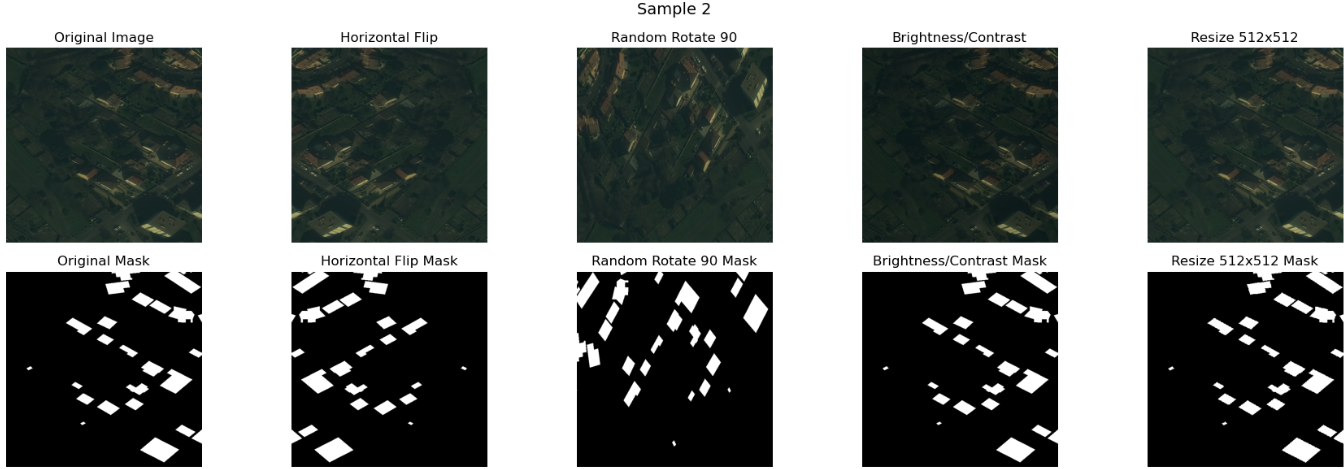 Sample 2
Original Image
Horizontal Flip
Random Rotate 90
Brightness/Contrast
Resize 512x512
Original Mask
Horizontal Flip Mask
Random Rotate 90 Mask
Brightness/Contrast Mask
Resize 512x512 Mask